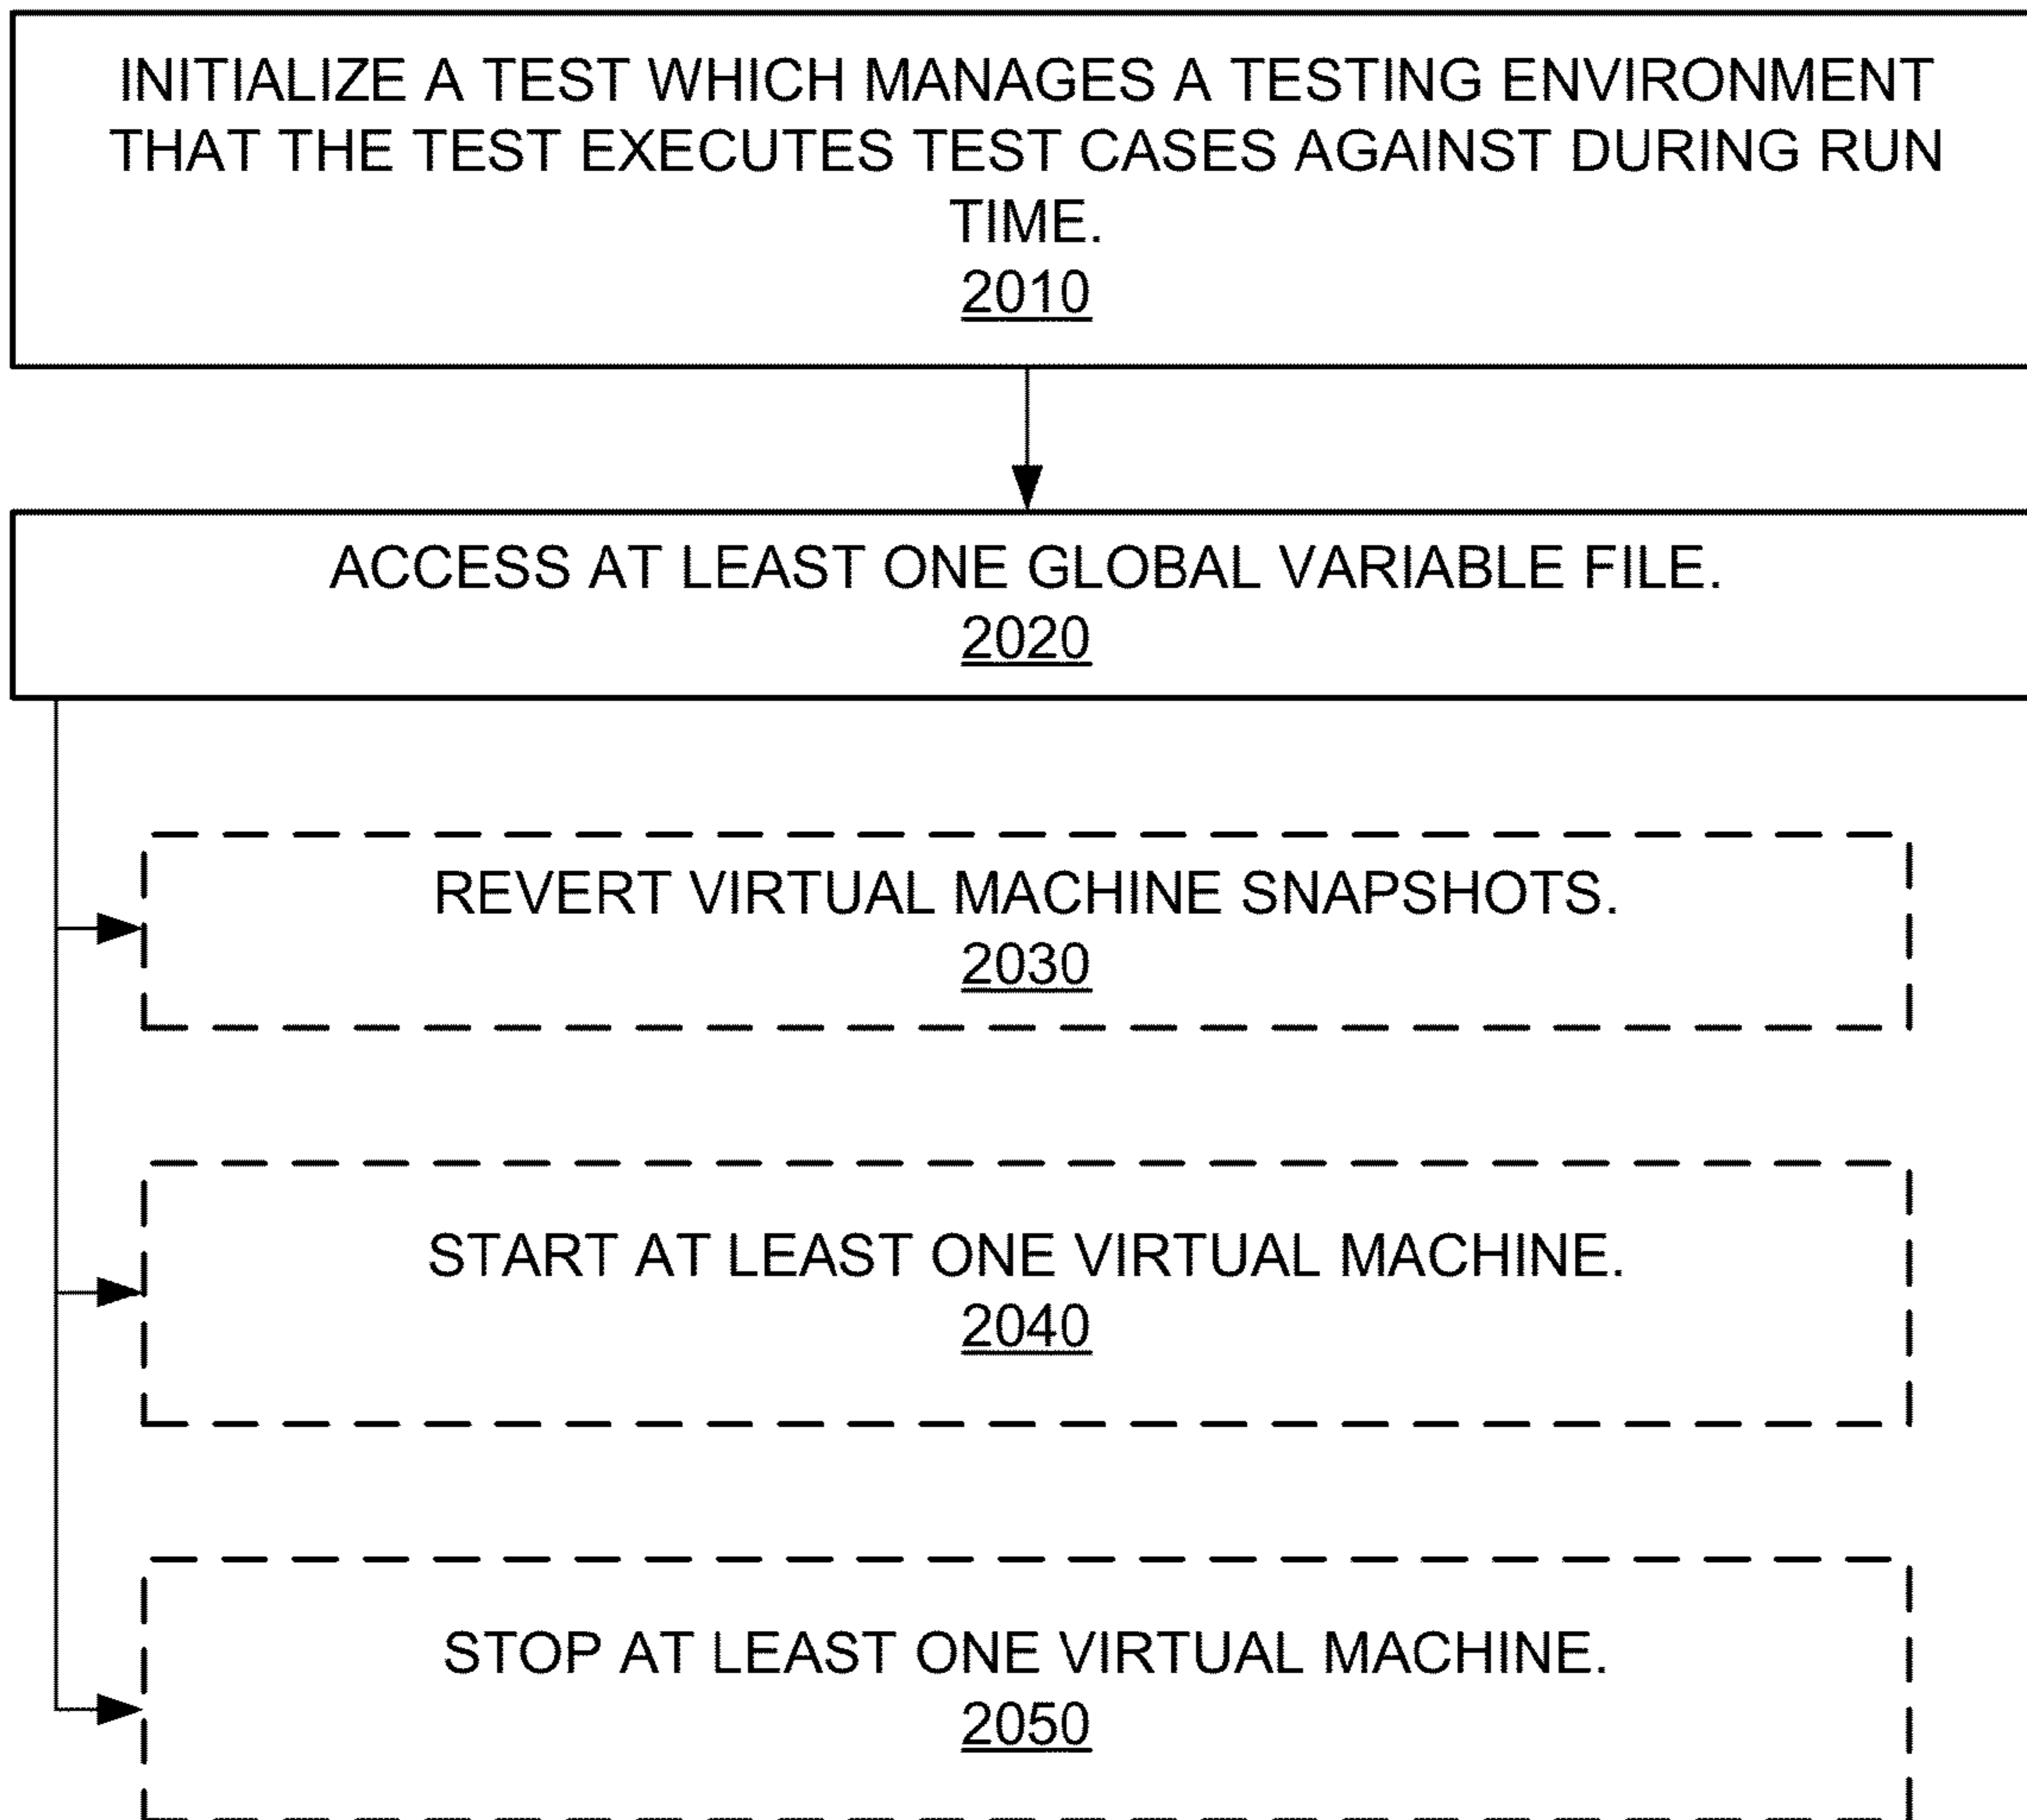 INITIALIZE A TEST WHICH MANAGES A TESTING ENVIRONMENT
THAT THE TEST EXECUTES TEST CASES AGAINST DURING RUN
TIME.
2010
ACCESS AT LEAST ONE GLOBAL VARIABLE FILE.
2020
REVERT VIRTUAL MACHINE SNAPSHOTS.
2030
START AT LEAST ONE VIRTUAL MACHINE.
2040
STOP AT LEAST ONE VIRTUAL MACHINE.
2050